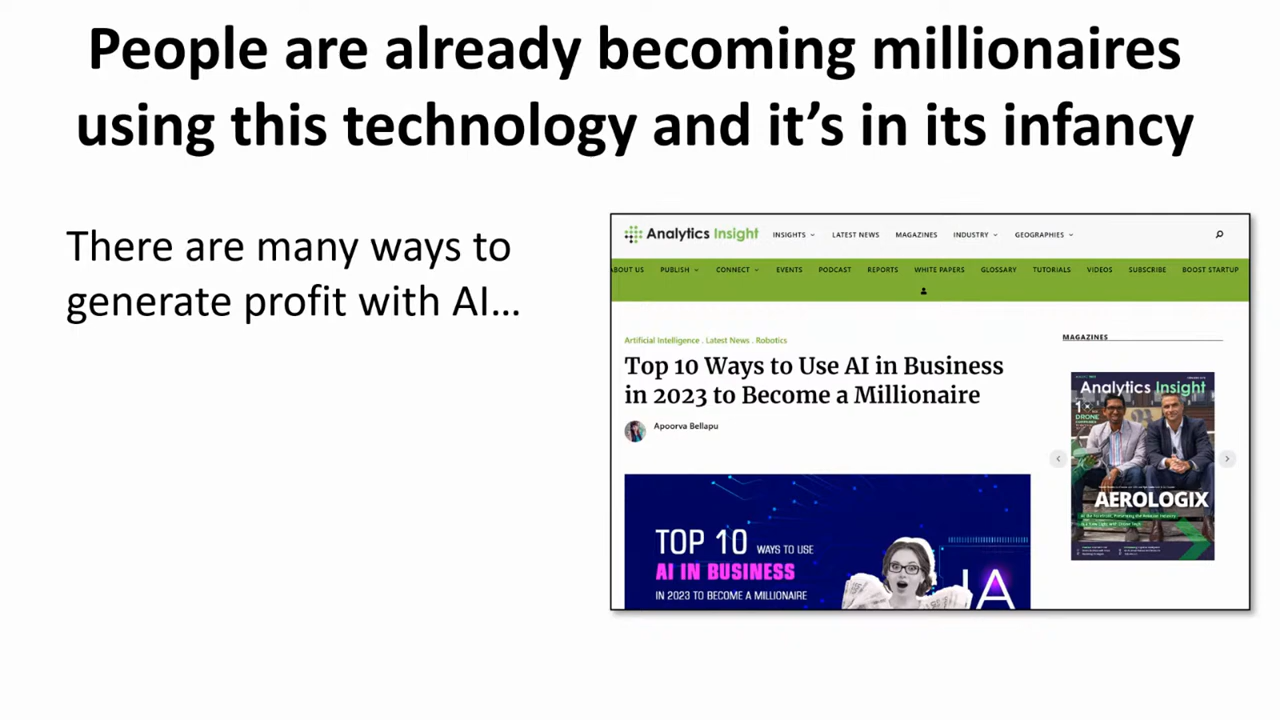 People are already becoming millionaires
using this technology and it's in its infancy
There are many ways to
generate profit with AI...
Analytics Insight
INSIGHTS
LATEST NEWS
MAGAZINES
INDUSTRY
GEOGRAPHIES
ABOUT US
PUBLISH
CONNECT
EVENTS
PODCAST
REPORTS
WHITE PAPERS
GLOSSARY
TUTORIALS
VIDEOS
SUBSCRIBE
BOOST STARTUP
Artificial Intelligence . Latest News . Robotics
Top 10 Ways to Use AI in Business
in 2023 to Become a Millionaire
Apoorva Bellapu
TOP 10 WAYS TO USE
AI IN BUSINESS
IN 2023 TO BECOME A MILLIONAIRE
IA
MAGAZINES
Analytics Insight
DRONE
AEROLOGIX